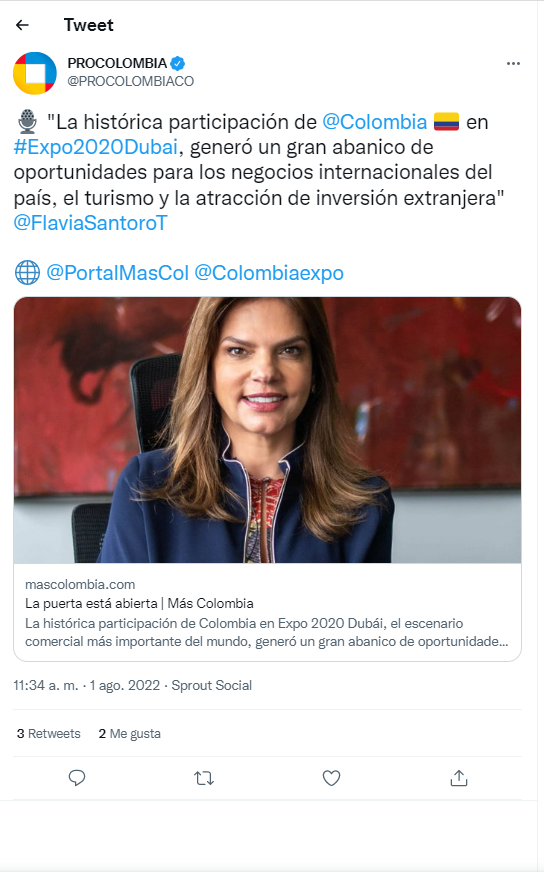 Tweet
PROCOLOMBIA
@PROCOLOMBIACO
"La histórica participación de @Colombia 🇨🇴 en
#Expo2020Dubai, generó un gran abanico de
oportunidades para los negocios internacionales del
país, el turismo y la atracción de inversión extranjera"
@FlaviaSantoroT
@PortalMasCol @Colombiaexpo
mascolombia.com
La puerta está abierta | Más Colombia
La histórica participación de Colombia en Expo 2020 Dubái, el escenario
comercial más importante del mundo, generó un gran abanico de oportunidade...
11:34 a. m. · 1 ago. 2022 · Sprout Social
3 Retweets 2 Me gusta